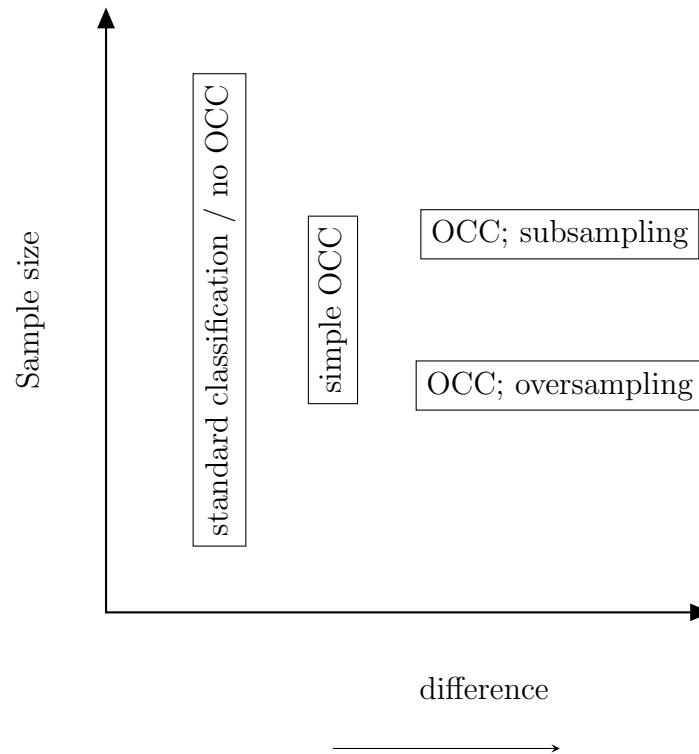 Sample size
standard classification / no OCC
simple OCC
OCC; subsampling
OCC; oversampling
difference